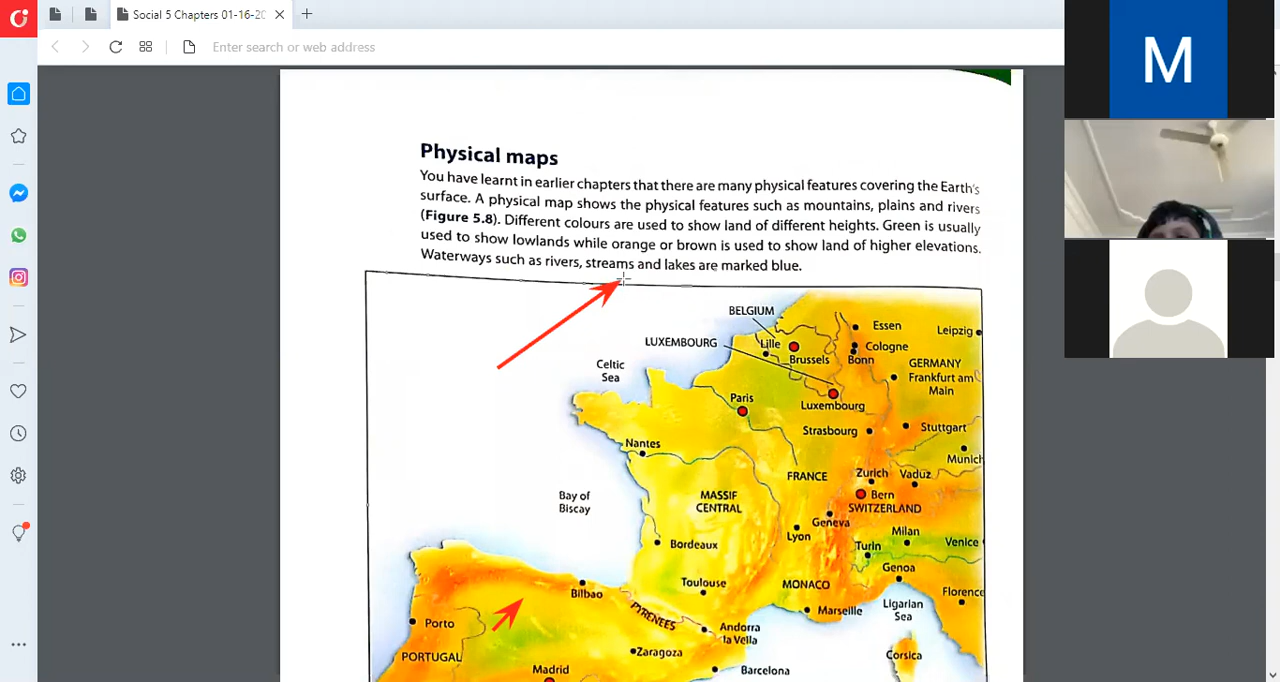 Social 5 Chapters 01-16-20
Enter search or web address
M
Physical maps
You have learnt in earlier chapters that there are many physical features covering the Earth's
surface. A physical map shows the physical features such as mountains, plains and rivers
(Figure 5.8). Different colours are used to show land of different heights. Green is usually
used to show lowlands while orange or brown is used to show land of higher elevations.
Waterways such as rivers, streams and lakes are marked blue.
BELGIUM
Essen
Leipzig
LUXEMBOURG
Lille
Brussels
Cologne
Bonn
GERMANY
Celtic
Sea
Frankfurt am
Main
Paris
Luxembourg
Strasbourg
Stuttgart
Nantes
Munich
FRANCE
Zurich
Vaduz
Bay of
Biscay
MASSIF
CENTRAL
Bern
SWITZERLAND
Geneva
Lyon
Milan
Bordeaux
Turin
Venice
Genoa
Toulouse
MONACO
Bilbao
Florence
PYRENEES
Marseille
Ligarian
Sea
Porto
Andorra
la Vella
Zaragoza
PORTUGAL
Corsica
Madrid
Barcelona